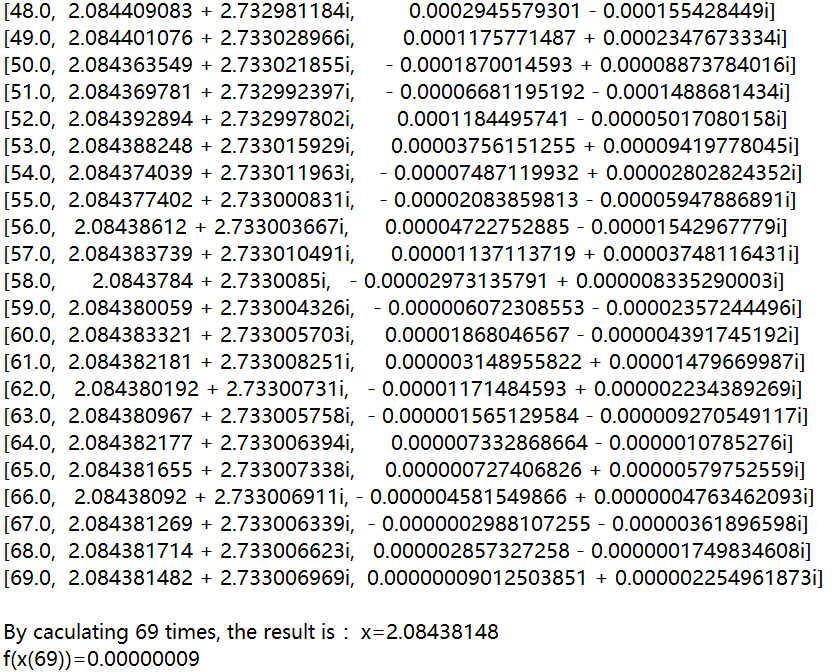 [48.0, 2.084409083 + 2.732981184i, 0.0002945579301 - 0.000155428449i]
[49.0, 2.084401076 + 2.733028966i, 0.0001175771487 + 0.0002347673334i]
[50.0, 2.084363549 + 2.733021855i, - 0.0001870014593 + 0.00008873784016i]
[51.0, 2.084369781 + 2.732992397i, - 0.00006681195192 - 0.0001488681434i]
[52.0, 2.084392894 + 2.732997802i, 0.0001184495741 - 0.00005017080158i]
[53.0, 2.084388248 + 2.733015929i, 0.00003756151255 + 0.00009419778045i]
[54.0, 2.084374039 + 2.733011963i, - 0.00007487119932 + 0.00002802824352i]
[55.0, 2.084377402 + 2.733000831i, - 0.00002083859813 - 0.00005947886891i]
[56.0, 2.08438612 + 2.733003667i, 0.00004722752885 - 0.00001542967779i]
[57.0, 2.084383739 + 2.733010491i, 0.00001137113719 + 0.00003748116431i]
[58.0, 2.0843784 + 2.7330085i, - 0.00002973135791 + 0.000008335290003i]
[59.0, 2.084380059 + 2.733004326i, - 0.000006072308553 - 0.00002357244496i]
[60.0, 2.084383321 + 2.733005703i, 0.00001868046567 - 0.000004391745192i]
[61.0, 2.084382181 + 2.733008251i, 0.000003148955822 + 0.00001479669987i]
[62.0, 2.084380192 + 2.73300731i, - 0.00001171484593 + 0.000002234389269i]
[63.0, 2.084380967 + 2.733005758i, - 0.000001565129584 - 0.000009270549117i]
[64.0, 2.084382177 + 2.733006394i, 0.000007332868664 - 0.0000010785276i]
[65.0, 2.084381655 + 2.733007338i, 0.000000727406826 + 0.00000579752559i]
[66.0, 2.08438092 + 2.733006911i, - 0.000004581549866 + 0.0000004763462093i]
[67.0, 2.084381269 + 2.733006339i, - 0.0000002988107255 - 0.00000361896598i]
[68.0, 2.084381714 + 2.733006623i, 0.000002857327258 - 0.0000001749834608i]
[69.0, 2.084381482 + 2.733006969i, 0.00000009012503851 + 0.000002254961873i]
By caculating 69 times, the result is : x=2.08438148
f(x(69))=0.00000009